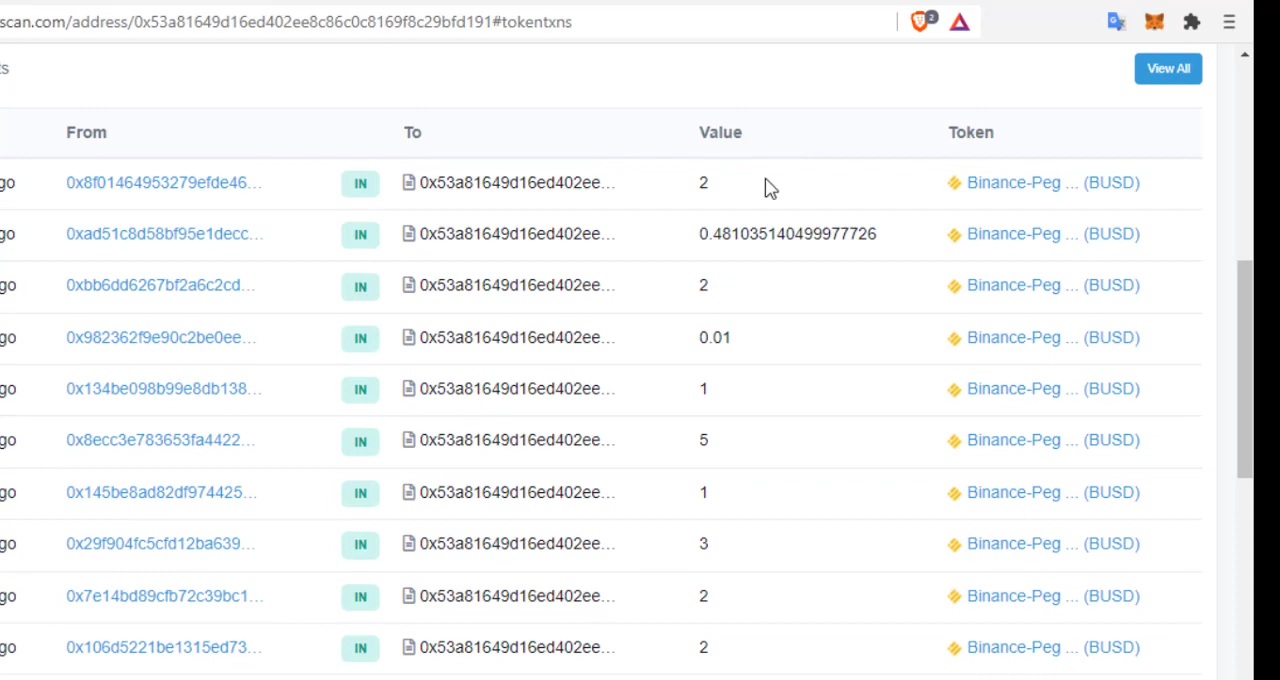 scan.com/address/0x53a81649d16ed402ee8c86c0c8169f8c29bfd191#tokentxns
2
ts
View All
From To Value Token
go 0x8f01464953279efde46... IN 0x53a81649d16ed402ee... 2 Binance-Peg ... (BUSD)
go 0xad51c8d58bf95e1decc... IN 0x53a81649d16ed402ee... 0.481035140499977726 Binance-Peg ... (BUSD)
go 0xbb6dd6267bf2a6c2cd... IN 0x53a81649d16ed402ee... 2 Binance-Peg ... (BUSD)
go 0x982362f9e90c2be0ee... IN 0x53a81649d16ed402ee... 0.01 Binance-Peg ... (BUSD)
go 0x134be098b99e8db138... IN 0x53a81649d16ed402ee... 1 Binance-Peg ... (BUSD)
go 0x8ecc3e783653fa4422... IN 0x53a81649d16ed402ee... 5 Binance-Peg ... (BUSD)
go 0x145be8ad82df974425... IN 0x53a81649d16ed402ee... 1 Binance-Peg ... (BUSD)
go 0x29f904fc5cfd12ba639... IN 0x53a81649d16ed402ee... 3 Binance-Peg ... (BUSD)
go 0x7e14bd89cfb72c39bc1... IN 0x53a81649d16ed402ee... 2 Binance-Peg ... (BUSD)
go 0x106d5221be1315ed73... IN 0x53a81649d16ed402ee... 2 Binance-Peg ... (BUSD)